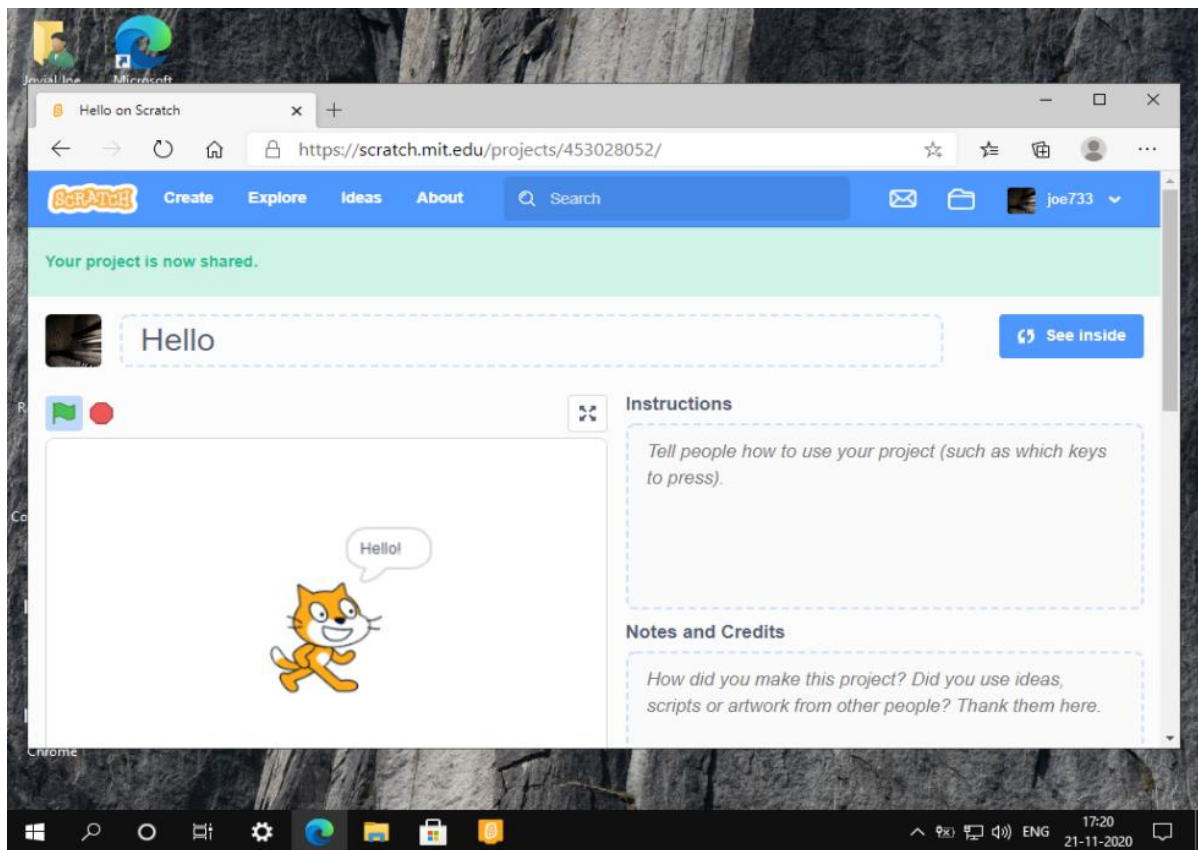 Jovial Joe
Microsoft
Hello on Scratch
https://scratch.mit.edu/projects/453028052/
SCRATCH Create Explore Ideas About Search joe733
Your project is now shared.
Hello
See inside
Instructions
Tell people how to use your project (such as which keys
to press).
Hello!
Notes and Credits
How did you make this project? Did you use ideas,
scripts or artwork from other people? Thank them here.
Chrome
ENG
17:20
21-11-2020